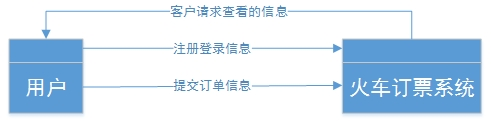 客户请求查看的信息
注册登录信息
用户
火车订票系统
提交订单信息